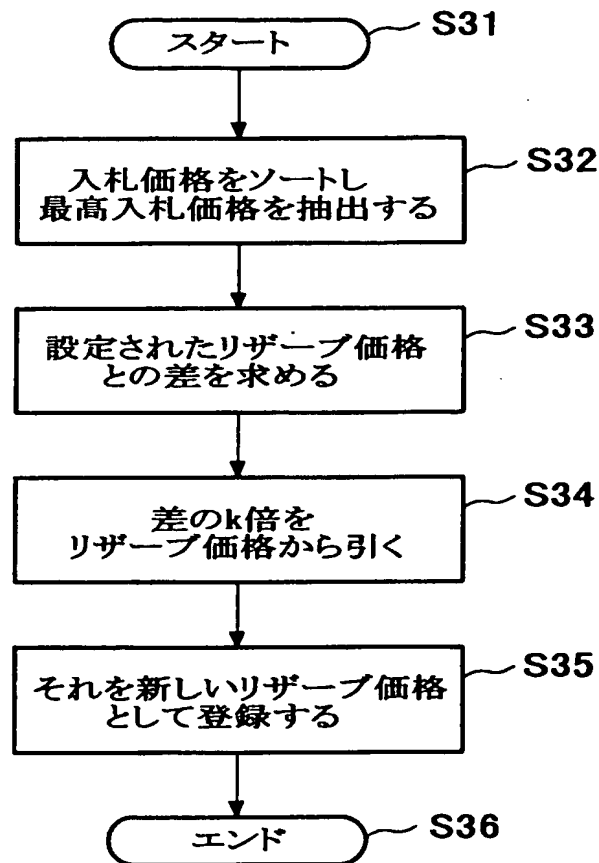 スタート
S31
入札価格をソートし
最高入札価格を抽出する
S32
設定されたリザーブ価格
との差を求める
S33
差のk倍を
リザーブ価格から引く
S34
それを新しいリザーブ価格
として登録する
S35
エンド
S36